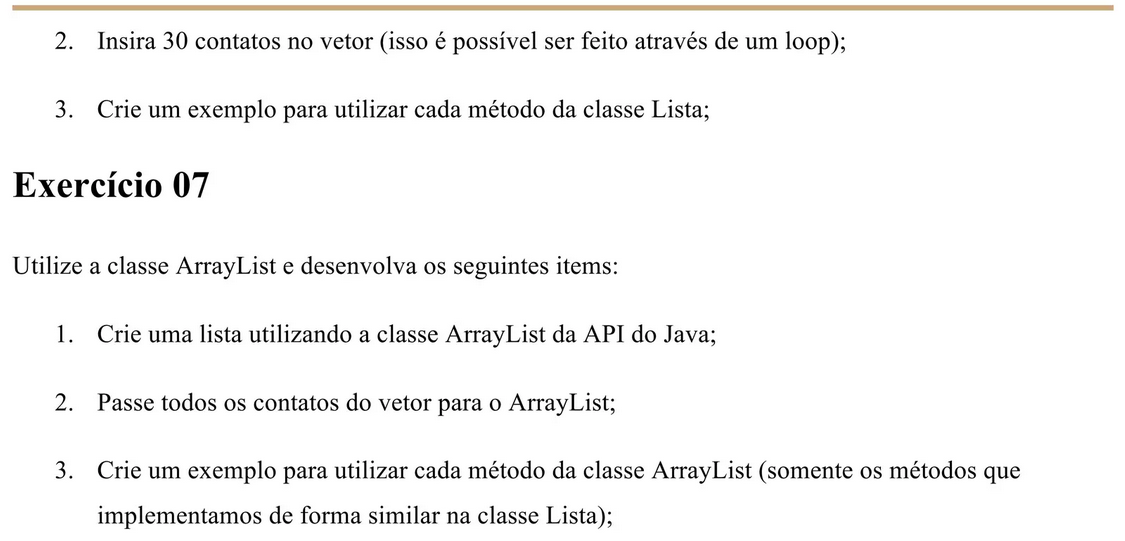 2. Insira 30 contatos no vetor (isso é possível ser feito através de um loop);
3. Crie um exemplo para utilizar cada método da classe Lista;
Exercício 07
Utilize a classe ArrayList e desenvolva os seguintes items:
1. Crie uma lista utilizando a classe ArrayList da API do Java;
2. Passe todos os contatos do vetor para o ArrayList;
3. Crie um exemplo para utilizar cada método da classe ArrayList (somente os métodos que
implementamos de forma similar na classe Lista);